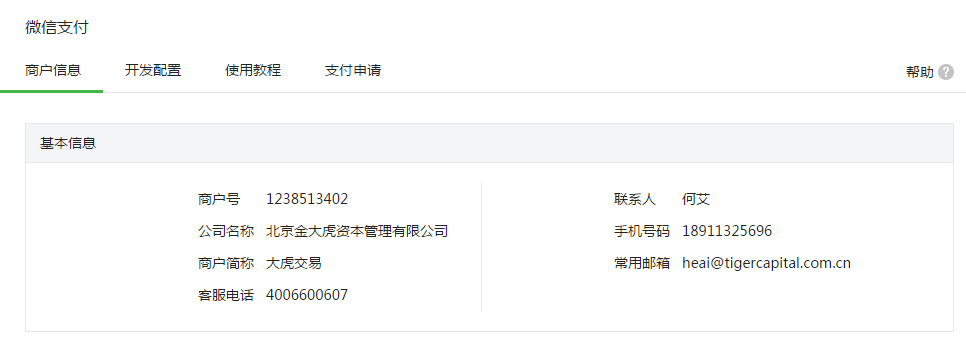 微信支付
商户信息 开发配置 使用教程 支付申请 帮助 ?
基本信息
商户号 1238513402 联系人 何艾
公司名称 北京金大虎资本管理有限公司 手机号码 18911325696
商户简称 大虎交易 常用邮箱 heai@tigercapital.com.cn
客服电话 4006600607